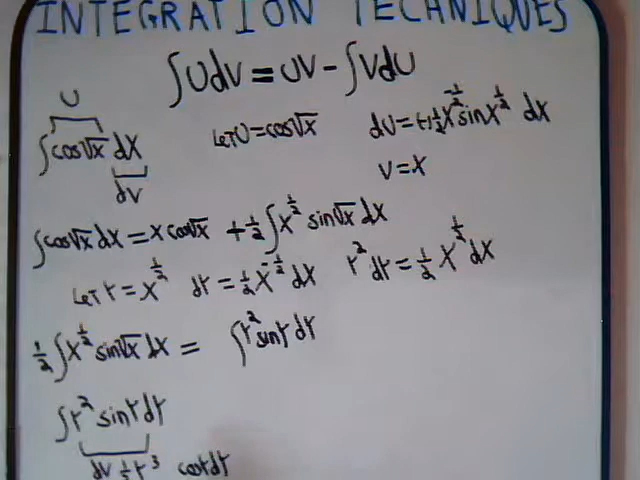 INTEGRATION TECHNIQUES
∫UdV = UV - ∫VdU
U
∫cos√x dx
dV
Let U = cos√x
dU = (-)½x^-½ sin x^½ dx
V = x
∫cos√x dx = x cos√x + ½∫x^½ sin√x dx
Let r = x^½ dr = ½x^-½ dx r² dr = ½x^½ dx
½∫x^½ sin√x dx = ∫r² sin r dr
∫r² sin r dr
dV ⅓r³ cos r dr